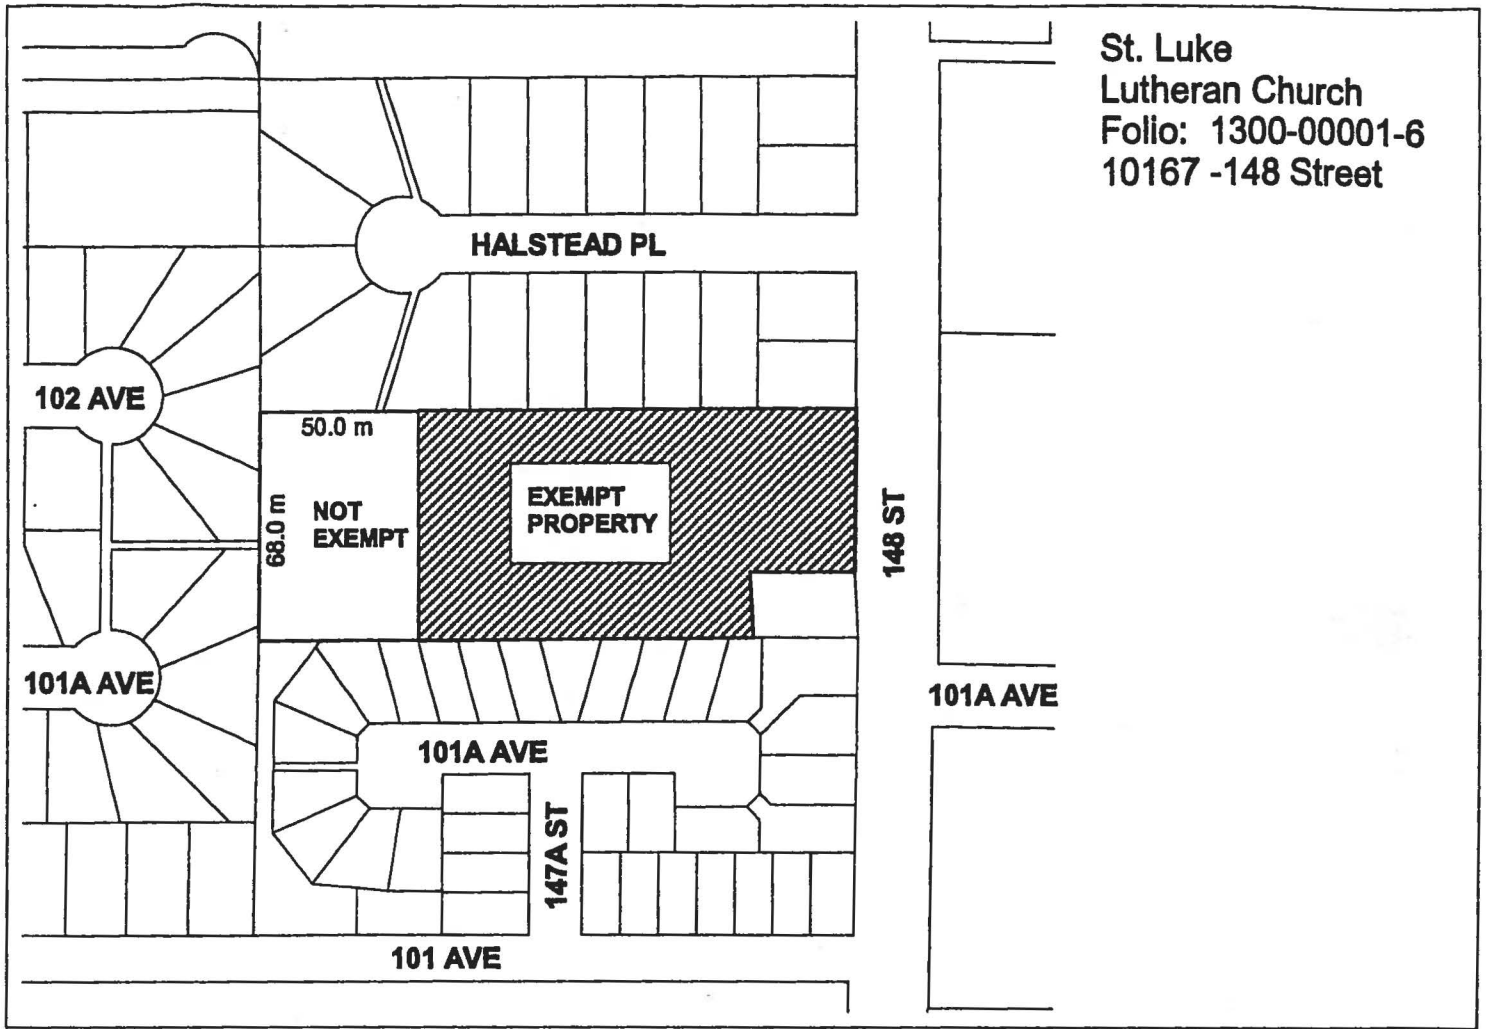 St. Luke
Lutheran Church
Folio: 1300-00001-6
10167 -148 Street
HALSTEAD PL
102 AVE
50.0 m
68.0 m
NOT
EXEMPT
EXEMPT
PROPERTY
148 ST
101A AVE
101A AVE
101A AVE
147A ST
101 AVE